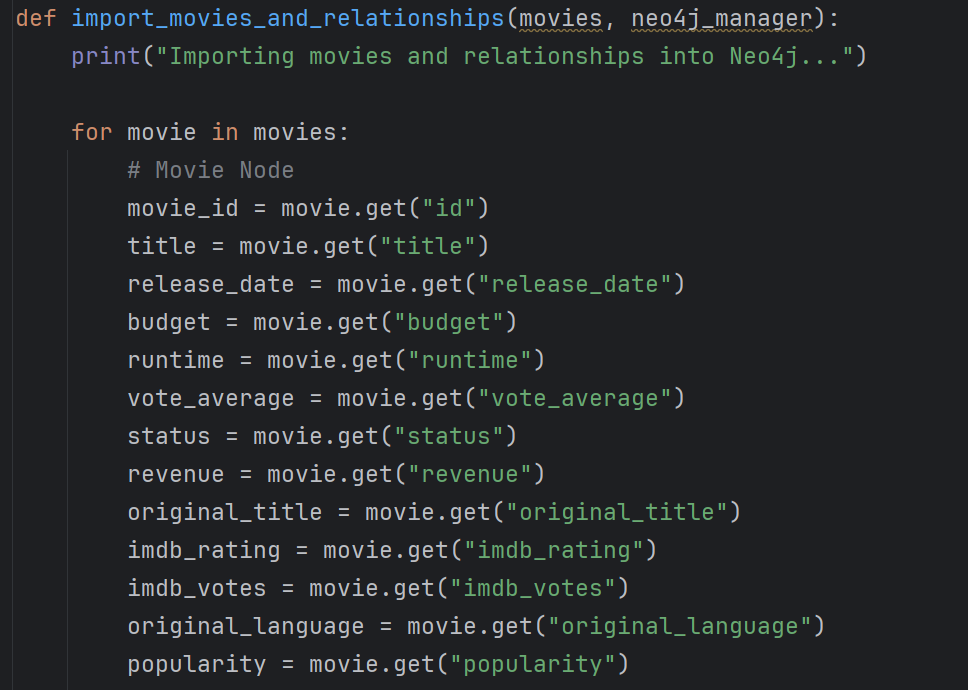 def import_movies_and_relationships(movies, neo4j_manager):
    print("Importing movies and relationships into Neo4j...")

    for movie in movies:
        # Movie Node
        movie_id = movie.get("id")
        title = movie.get("title")
        release_date = movie.get("release_date")
        budget = movie.get("budget")
        runtime = movie.get("runtime")
        vote_average = movie.get("vote_average")
        status = movie.get("status")
        revenue = movie.get("revenue")
        original_title = movie.get("original_title")
        imdb_rating = movie.get("imdb_rating")
        imdb_votes = movie.get("imdb_votes")
        original_language = movie.get("original_language")
        popularity = movie.get("popularity")